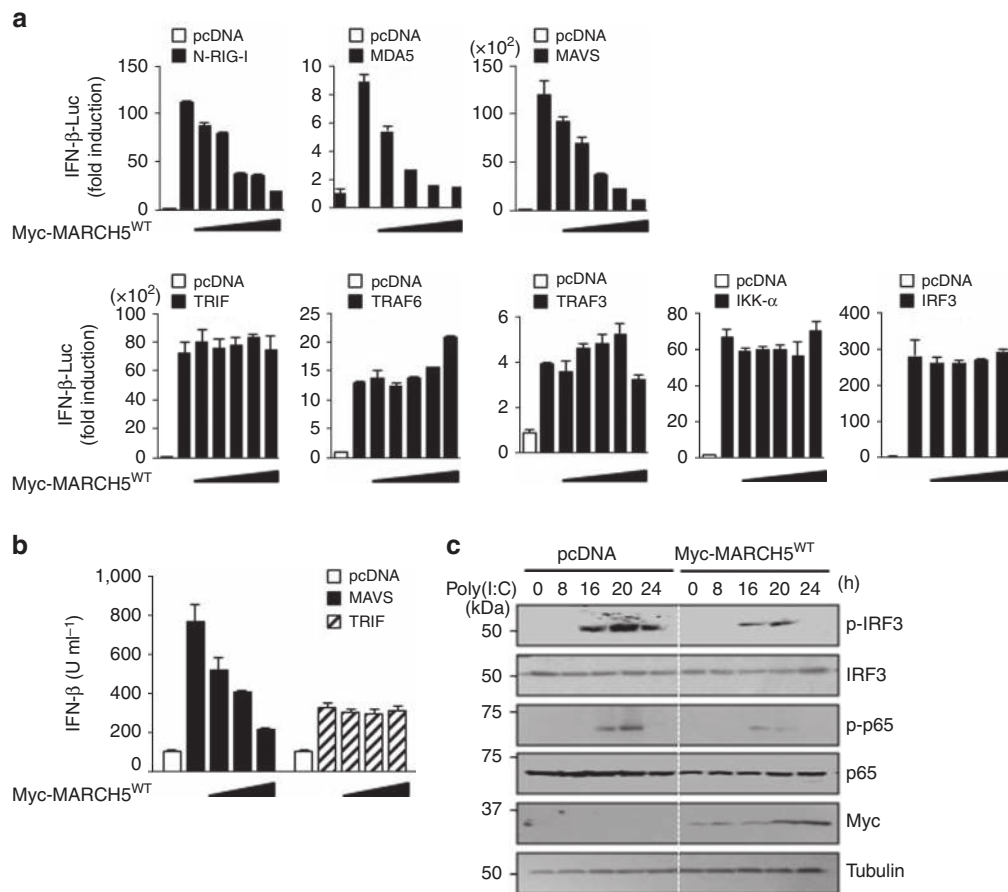 a
pcDNA
N-RIG-I
pcDNA
MDA5
(×10²)
pcDNA
MAVS
IFN-β-Luc
(fold induction)
150
100
50
0
10
8
6
4
2
0
150
100
50
0
Myc-MARCH5WT
(×10²)
pcDNA
TRIF
pcDNA
TRAF6
pcDNA
TRAF3
pcDNA
IKK-α
pcDNA
IRF3
IFN-β-Luc
(fold induction)
100
80
60
40
20
0
25
20
15
10
5
0
6
4
2
0
80
60
40
20
0
400
300
200
100
0
Myc-MARCH5WT
b
pcDNA
MAVS
TRIF
IFN-β (U ml⁻¹)
1,000
800
600
400
200
0
Myc-MARCH5WT
c
pcDNA
Myc-MARCH5WT
Poly(I:C) 0 8 16 20 24 0 8 16 20 24 (h)
(kDa)
50 p-IRF3
50 IRF3
75 p-p65
75 p65
37 Myc
50 Tubulin